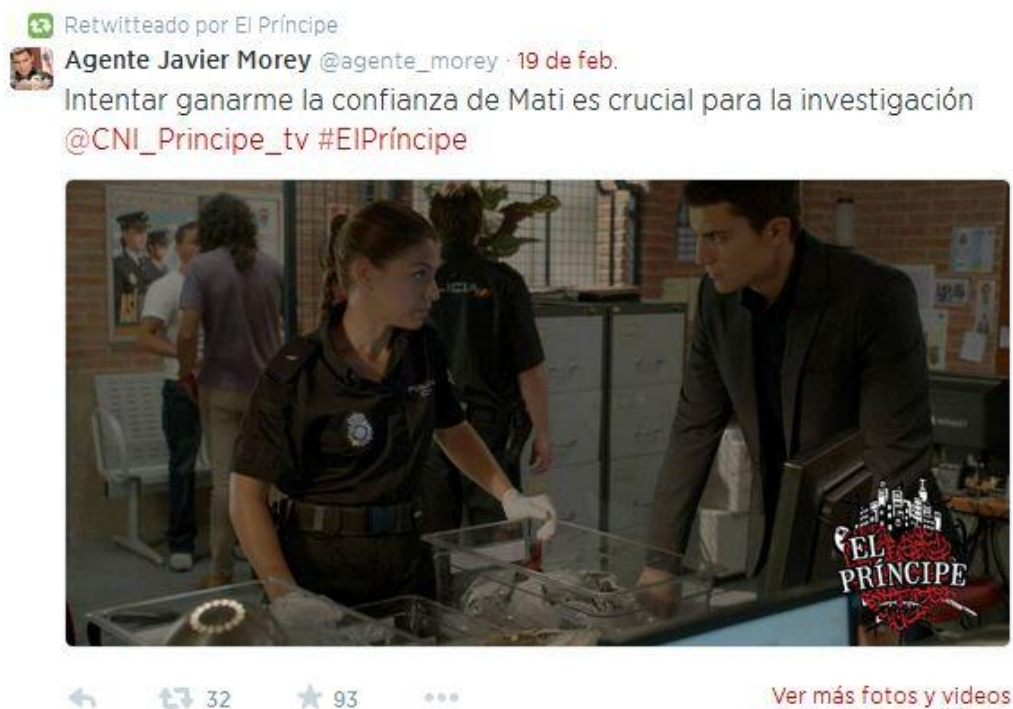 Retwitteado por El Príncipe
Agente Javier Morey @agente_morey · 19 de feb.
Intentar ganarme la confianza de Mati es crucial para la investigación
@CNI_Principe_tv #ElPríncipe
LICIA
EL
PRÍNCIPE
32 93
Ver más fotos y videos